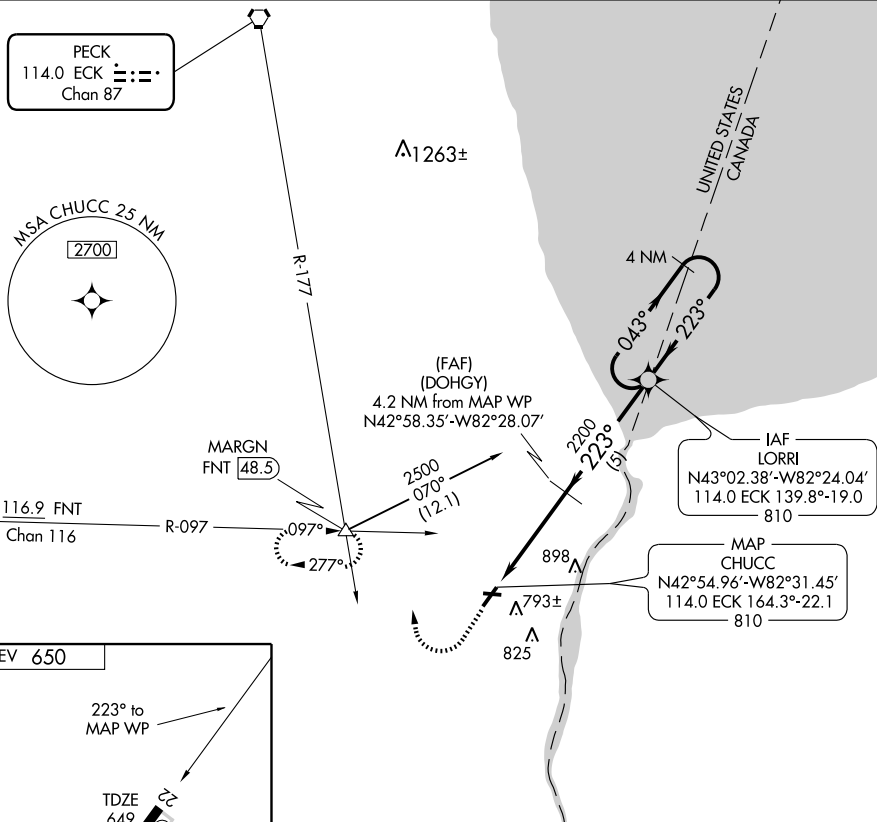 PECK
114.0 ECK
Chan 87
1263±
UNITED STATES
CANADA
MSA CHUCC 25 NM
2700
R-177
4 NM
043°
223°
(FAF)
(DOHGY)
4.2 NM from MAP WP
N42°58.35'-W82°28.07'
2200
223°
(5)
IAF
LORRI
N43°02.38'-W82°24.04'
114.0 ECK 139.8°-19.0
810
MARGN
FNT 48.5
2500
070°
(12.1)
116.9 FNT
Chan 116
R-097
097°
277°
898
793±
825
MAP
CHUCC
N42°54.96'-W82°31.45'
114.0 ECK 164.3°-22.1
810
EV 650
223° to
MAP WP
22
TDZE
649